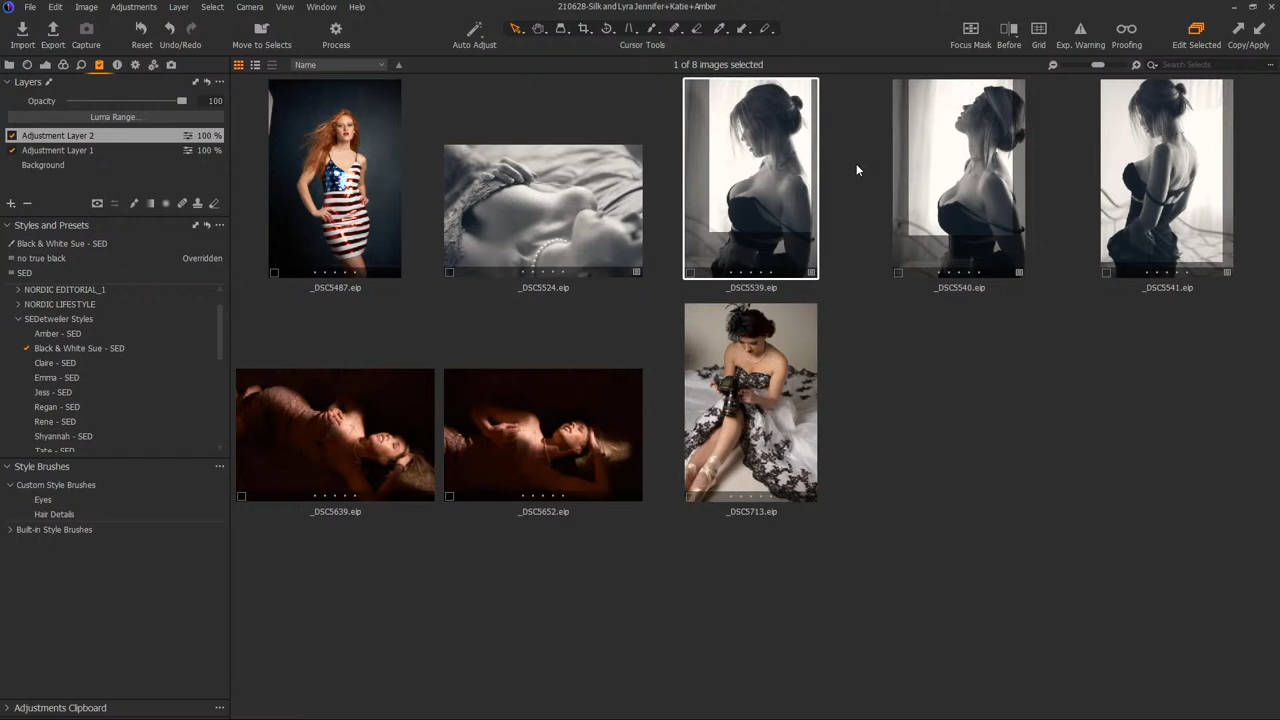 File Edit Image Adjustments Layer Select Camera View Window Help
210628-Silk and Lyra Jennifer+Katie+Amber
Import Export Capture Reset Undo/Redo Move to Selects Process Auto Adjust Cursor Tools Focus Mask Before Grid Exp. Warning Proofing Edit Selected Copy/Apply
Name
1 of 8 images selected
Search Selects
Layers
Opacity 100
Luma Range...
Adjustment Layer 2 100 %
Adjustment Layer 1 100 %
Background
Styles and Presets
Black & White Sue - SED
no true black Overridden
SED
NORDIC EDITORIAL_1
NORDIC LIFESTYLE
SEDetweiler Styles
Amber - SED
Black & White Sue - SED
Claire - SED
Emma - SED
Jess - SED
Regan - SED
Rene - SED
Shyannah - SED
Tate - SED
Style Brushes
Custom Style Brushes
Eyes
Hair Details
Built-in Style Brushes
Adjustments Clipboard
_DSC5487.eip
_DSC5524.eip
_DSC5539.eip
_DSC5540.eip
_DSC5541.eip
_DSC5639.eip
_DSC5652.eip
_DSC5713.eip